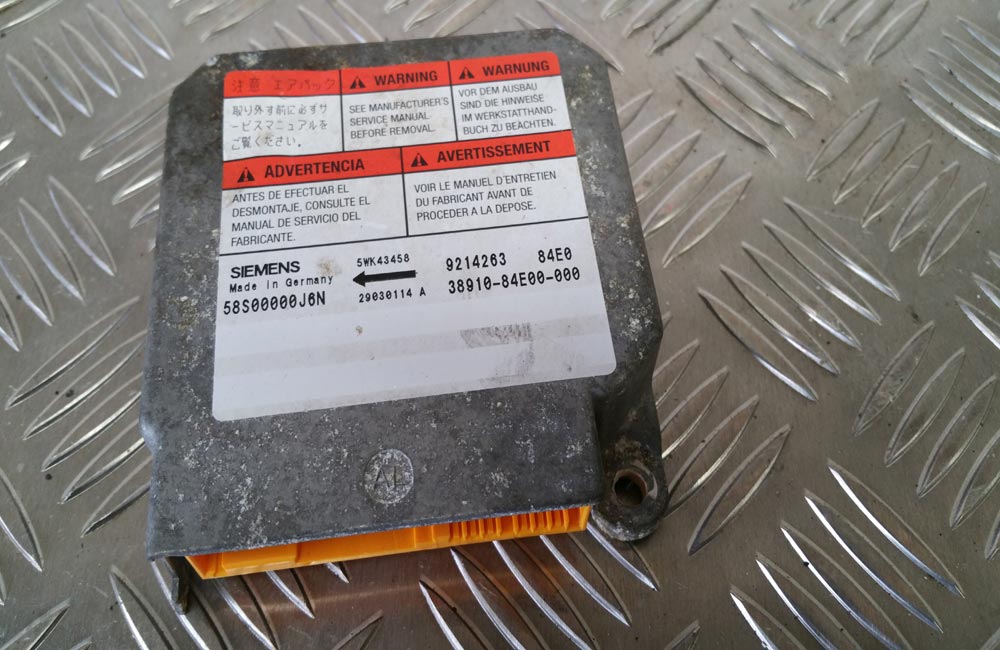 注意 エアバック
取り外す前に必ずサ
ービスマニュアルを
ご覧ください。
WARNING
SEE MANUFACTURER'S
SERVICE MANUAL
BEFORE REMOVAL.
WARNUNG
VOR DEM AUSBAU
SIND DIE HINWEISE
IM WERKSTATTHAND-
BUCH ZU BEACHTEN.
ADVERTENCIA
ANTES DE EFECTUAR EL
DESMONTAJE, CONSULTE EL
MANUAL DE SERVICIO DEL
FABRICANTE.
AVERTISSEMENT
VOIR LE MANUEL D'ENTRETIEN
DU FABRICANT AVANT DE
PROCEDER A LA DEPOSE.
SIEMENS
Made in Germany
58S00000J6N
5WK43458
29030114 A
9214263 84E0
38910-84E00-000